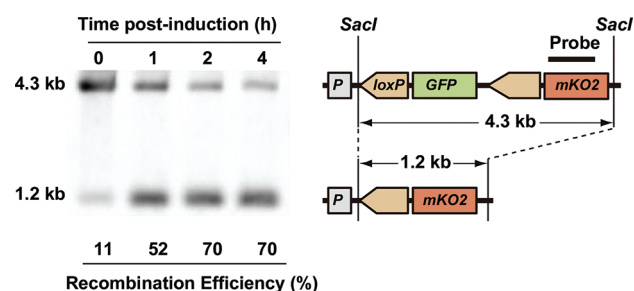 Time post-induction (h)
0 1 2 4
4.3 kb
1.2 kb
11 52 70 70
Recombination Efficiency (%)
SacI SacI
Probe
P loxP GFP mKO2
4.3 kb
1.2 kb
P mKO2